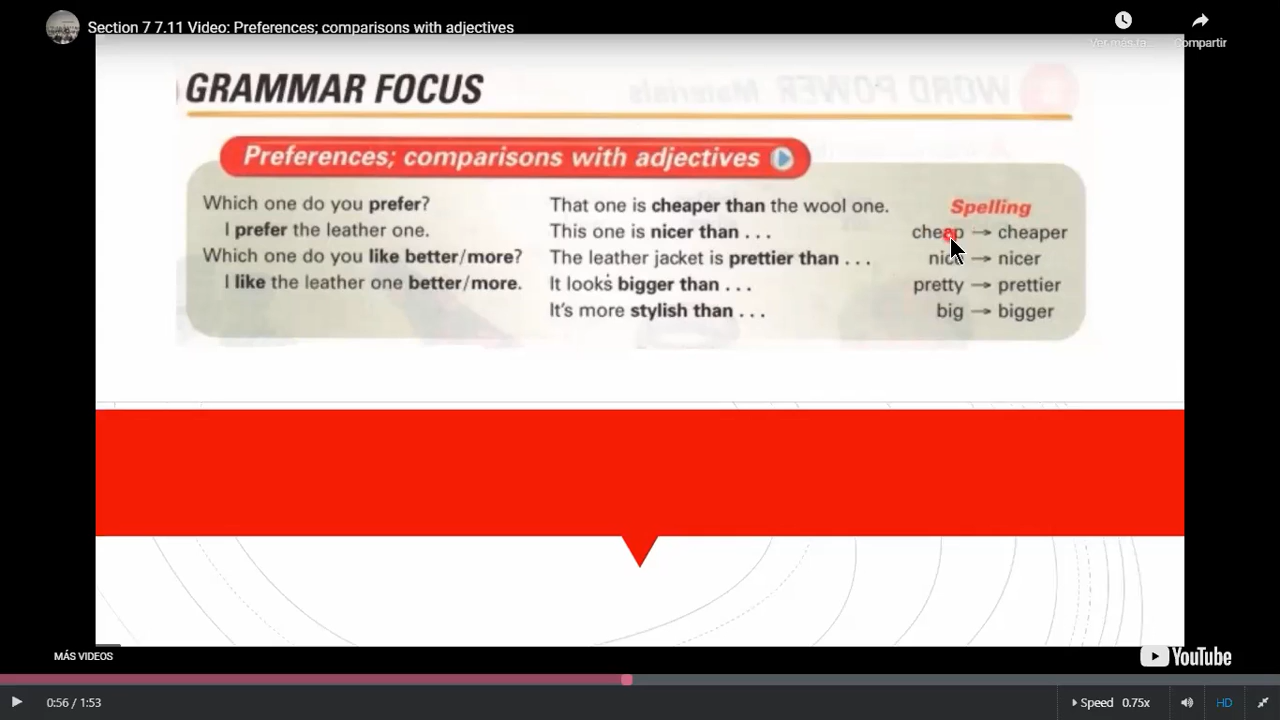 Section 7 7.11 Video: Preferences; comparisons with adjectives
Compartir
GRAMMAR FOCUS
Preferences; comparisons with adjectives
Which one do you prefer?
I prefer the leather one.
Which one do you like better/more?
I like the leather one better/more.
That one is cheaper than the wool one.
This one is nicer than . . .
The leather jacket is prettier than . . .
It looks bigger than . . .
It's more stylish than . . .
Spelling
cheap → cheaper
nice → nicer
pretty → prettier
big → bigger
MÁS VIDEOS
YouTube
0:56 / 1:53
Speed 0.75x
HD